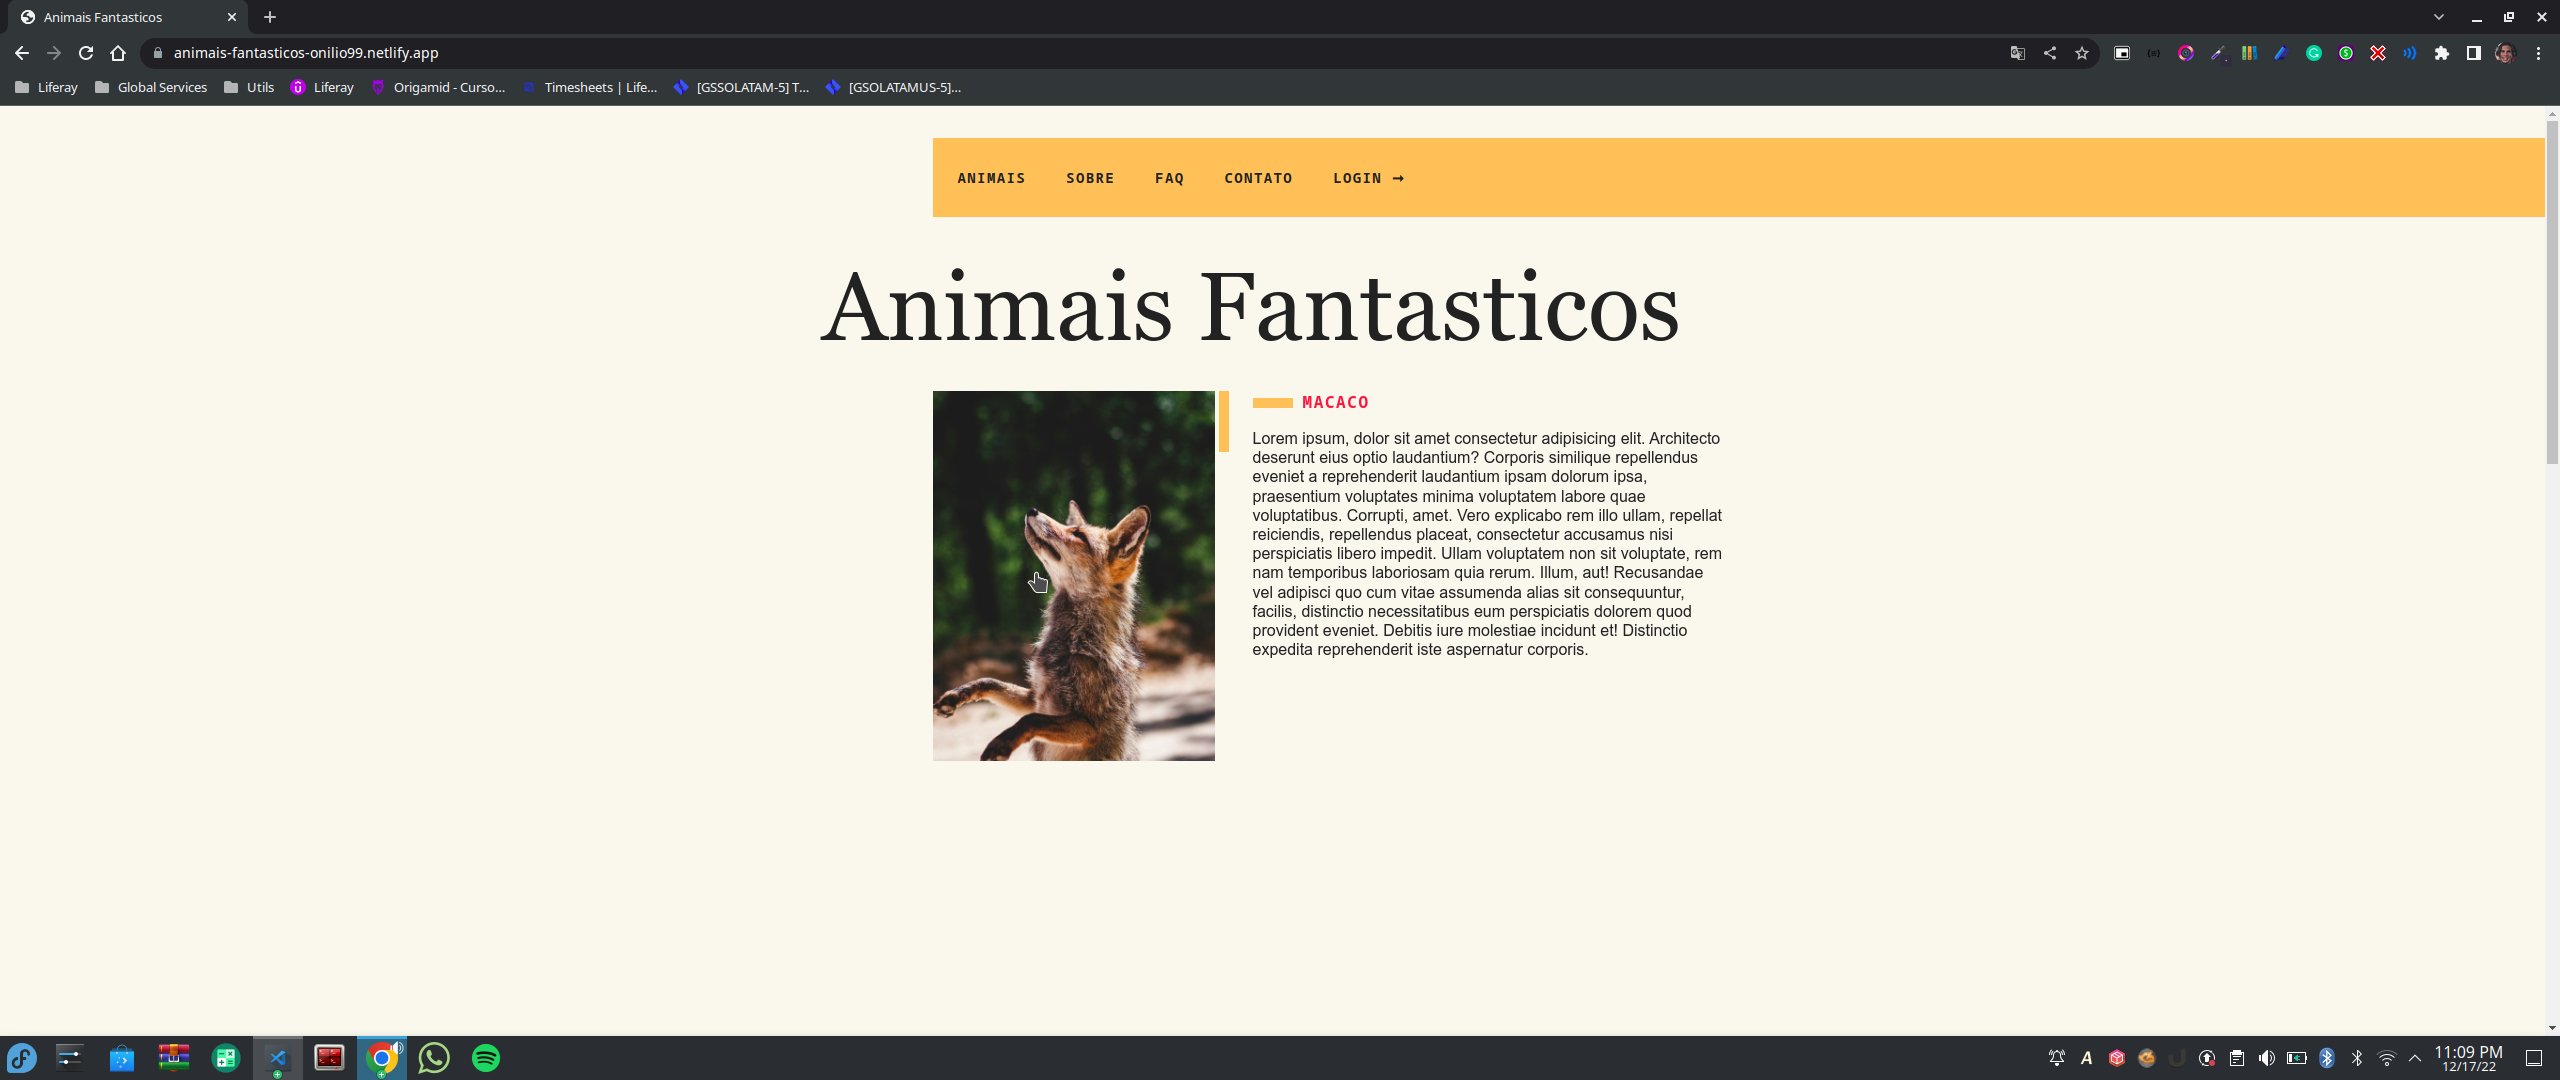 Animais Fantasticos
animais-fantasticos-onilio99.netlify.app
Liferay Global Services Utils Liferay Origamid - Curso... Timesheets | Life... [GSSOLATAM-5] T... [GSOLATAMUS-5]...
ANIMAIS SOBRE FAQ CONTATO LOGIN →
Animais Fantasticos
MACACO
Lorem ipsum, dolor sit amet consectetur adipisicing elit. Architecto
deserunt eius optio laudantium? Corporis similique repellendus
eveniet a reprehenderit laudantium ipsam dolorum ipsa,
praesentium voluptates minima voluptatem labore quae
voluptatibus. Corrupti, amet. Vero explicabo rem illo ullam, repellat
reiciendis, repellendus placeat, consectetur accusamus nisi
perspiciatis libero impedit. Ullam voluptatem non sit voluptate, rem
nam temporibus laboriosam quia rerum. Illum, aut! Recusandae
vel adipisci quo cum vitae assumenda alias sit consequuntur,
facilis, distinctio necessitatibus eum perspiciatis dolorem quod
provident eveniet. Debitis iure molestiae incidunt et! Distinctio
expedita reprehenderit iste aspernatur corporis.
11:09 PM
12/17/22